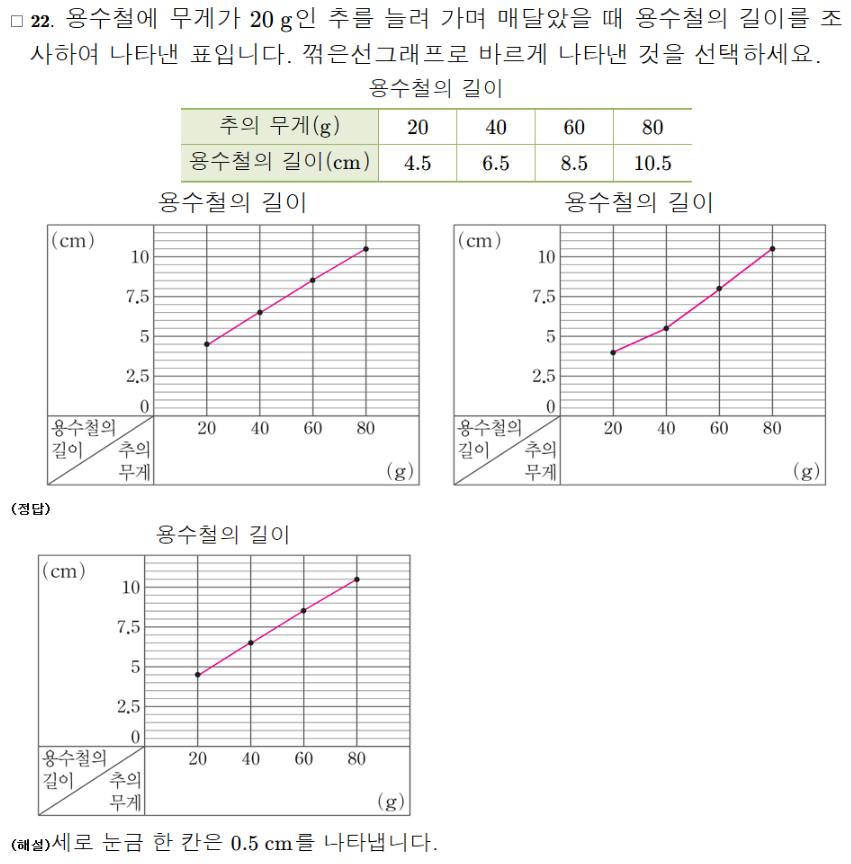 □ 22. 용수철에 무게가 20 g인 추를 늘려 가며 매달았을 때 용수철의 길이를 조
사하여 나타낸 표입니다. 꺾은선그래프로 바르게 나타낸 것을 선택하세요.
용수철의 길이
추의 무게(g) 20 40 60 80
용수철의 길이(cm) 4.5 6.5 8.5 10.5
용수철의 길이
(cm)
10
7.5
5
2.5
0
용수철의 길이
추의 무게
20 40 60 80
(g)
용수철의 길이
(cm)
10
7.5
5
2.5
0
용수철의 길이
추의 무게
20 40 60 80
(g)
(정답)
용수철의 길이
(cm)
10
7.5
5
2.5
0
용수철의 길이
추의 무게
20 40 60 80
(g)
(해설)세로 눈금 한 칸은 0.5 cm를 나타냅니다.